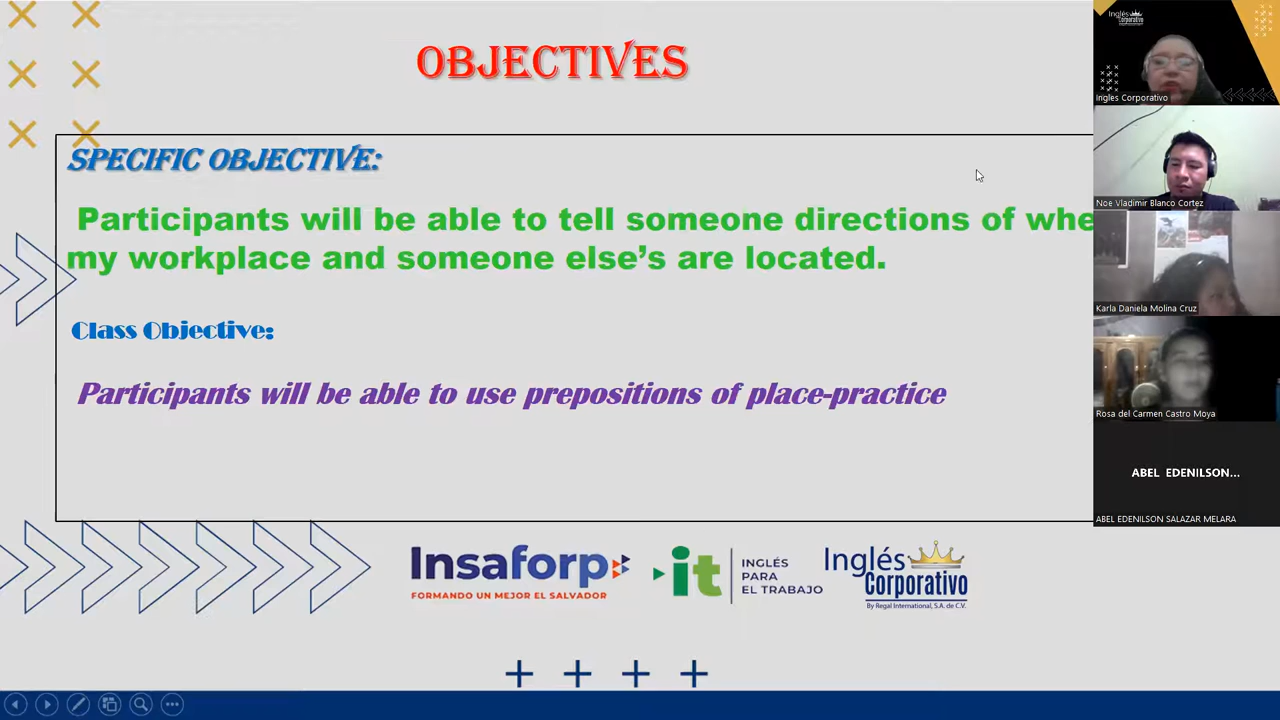 OBJECTIVES
SPECIFIC OBJECTIVE:
Participants will be able to tell someone directions of whe
my workplace and someone else's are located.
Class Objective:
Participants will be able to use prepositions of place-practice
Insaforp
FORMANDO UN MEJOR EL SALVADOR
it
INGLÉS
PARA
EL TRABAJO
Inglés
Corporativo
By Regal International, S.A. de C.V.
Inglés
Corporativo
Ingles Corporativo
Noe Vladimir Blanco Cortez
Karla Daniela Molina Cruz
Rosa del Carmen Castro Moya
ABEL EDENILSON...
ABEL EDENILSON SALAZAR MELARA